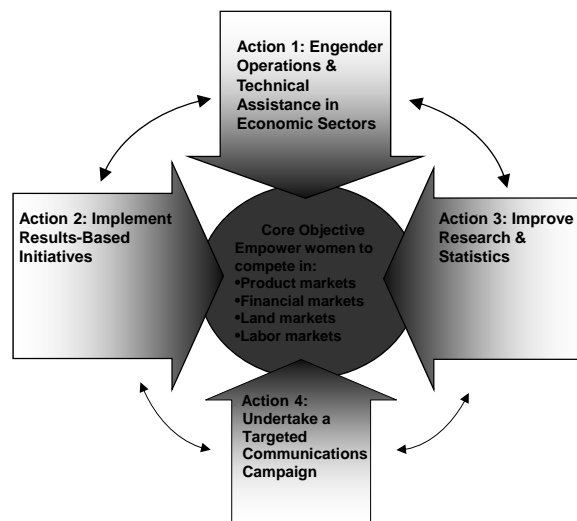 Action 1: Engender
Operations &
Technical
Assistance in
Economic Sectors
Action 2: Implement
Results-Based
Initiatives
Core Objective
Empower women to
compete in:
•Product markets
•Financial markets
•Land markets
•Labor markets
Action 3: Improve
Research &
Statistics
Action 4:
Undertake a
Targeted
Communications
Campaign